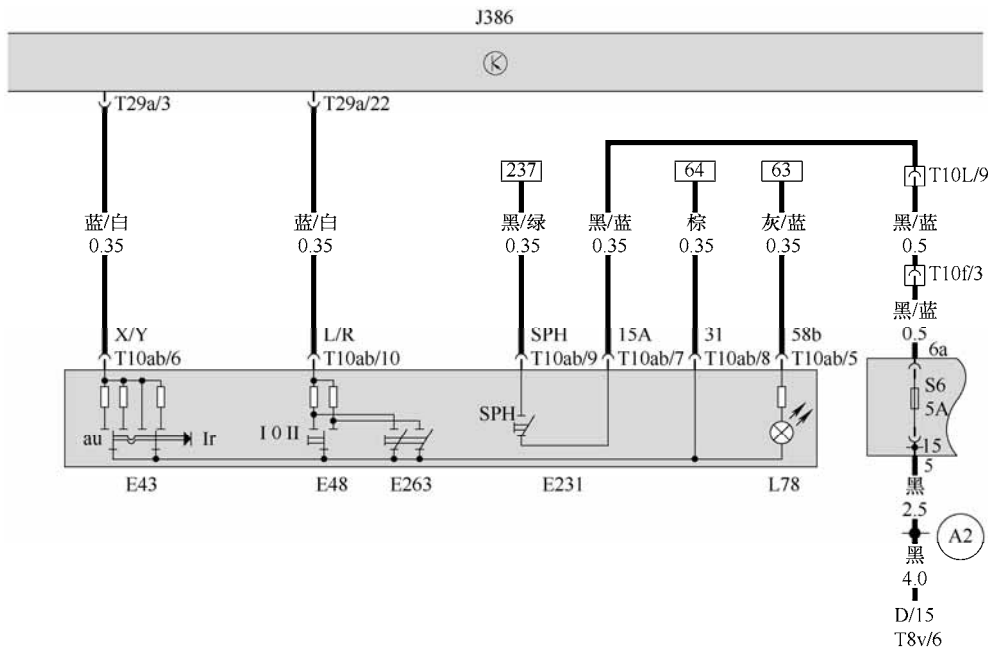 J386
K
T29a/3
T29a/22
237
64
63
T10L/9
蓝/白
蓝/白
黑/绿
黑/蓝
棕
灰/蓝
黑/蓝
0.35
0.35
0.35
0.35
0.35
0.35
0.5
T10f/3
黑/蓝
X/Y
L/R
SPH
15A
31
58b
0.5
T10ab/6
T10ab/10
T10ab/9
T10ab/7
T10ab/8
T10ab/5
6a
S6
5A
SPH
au
Ir
I 0 II
15
5
E43
E48
E263
E231
L78
黑
2.5
A2
黑
4.0
D/15
T8v/6